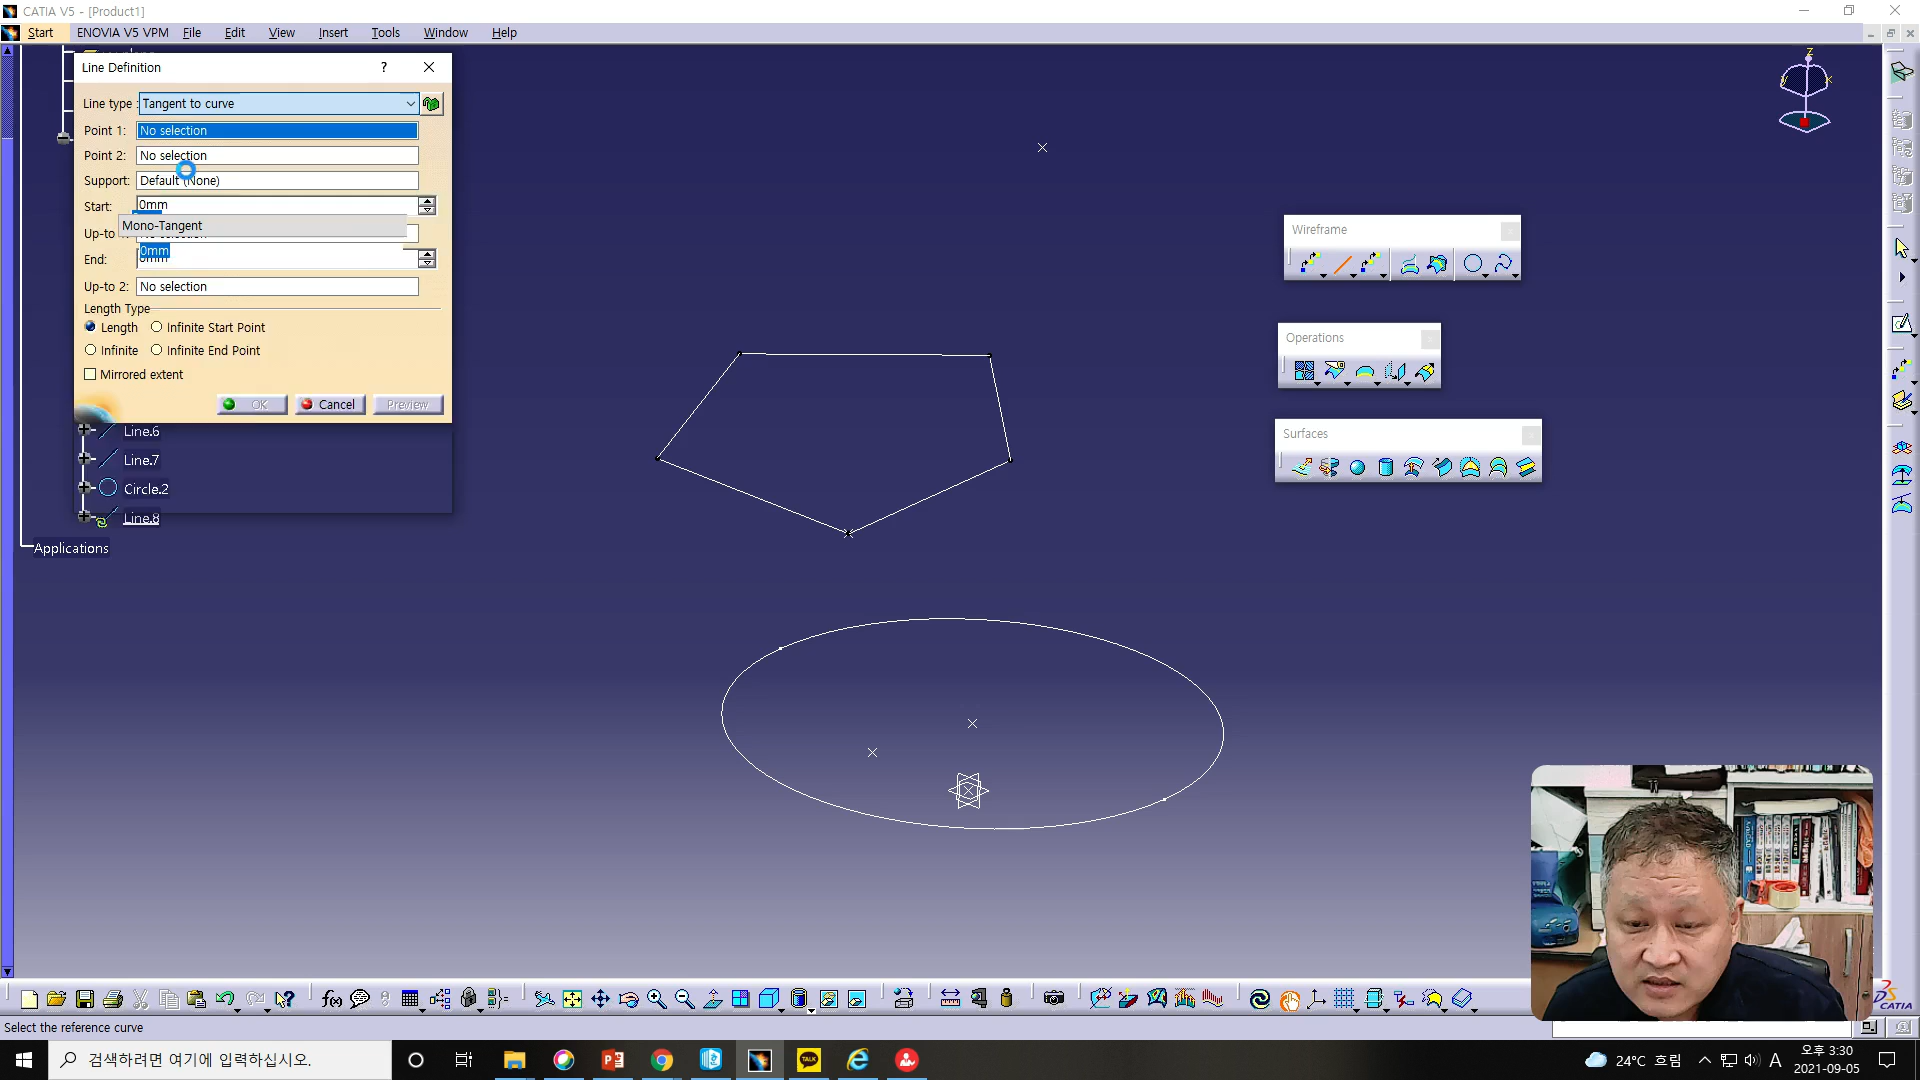 CATIA V5 - [Product1]
Start ENOVIA V5 VPM File Edit View Insert Tools Window Help
Line Definition ?
Line type : Tangent to curve
Point 1: No selection
Point 2: No selection
Support: Default (None)
Start: 0mm
Mono-Tangent
Up-to
0mm
End:
Up-to 2: No selection
Length Type
Length Infinite Start Point
Infinite Infinite End Point
Mirrored extent
OK Cancel Preview
Line.6
Line.7
Circle.2
Line.8
Applications
Wireframe
Operations
Surfaces
z
Select the reference curve
CATIA
검색하려면 여기에 입력하십시오.
TALK
24°C 흐림
A
오후 3:30
2021-09-05